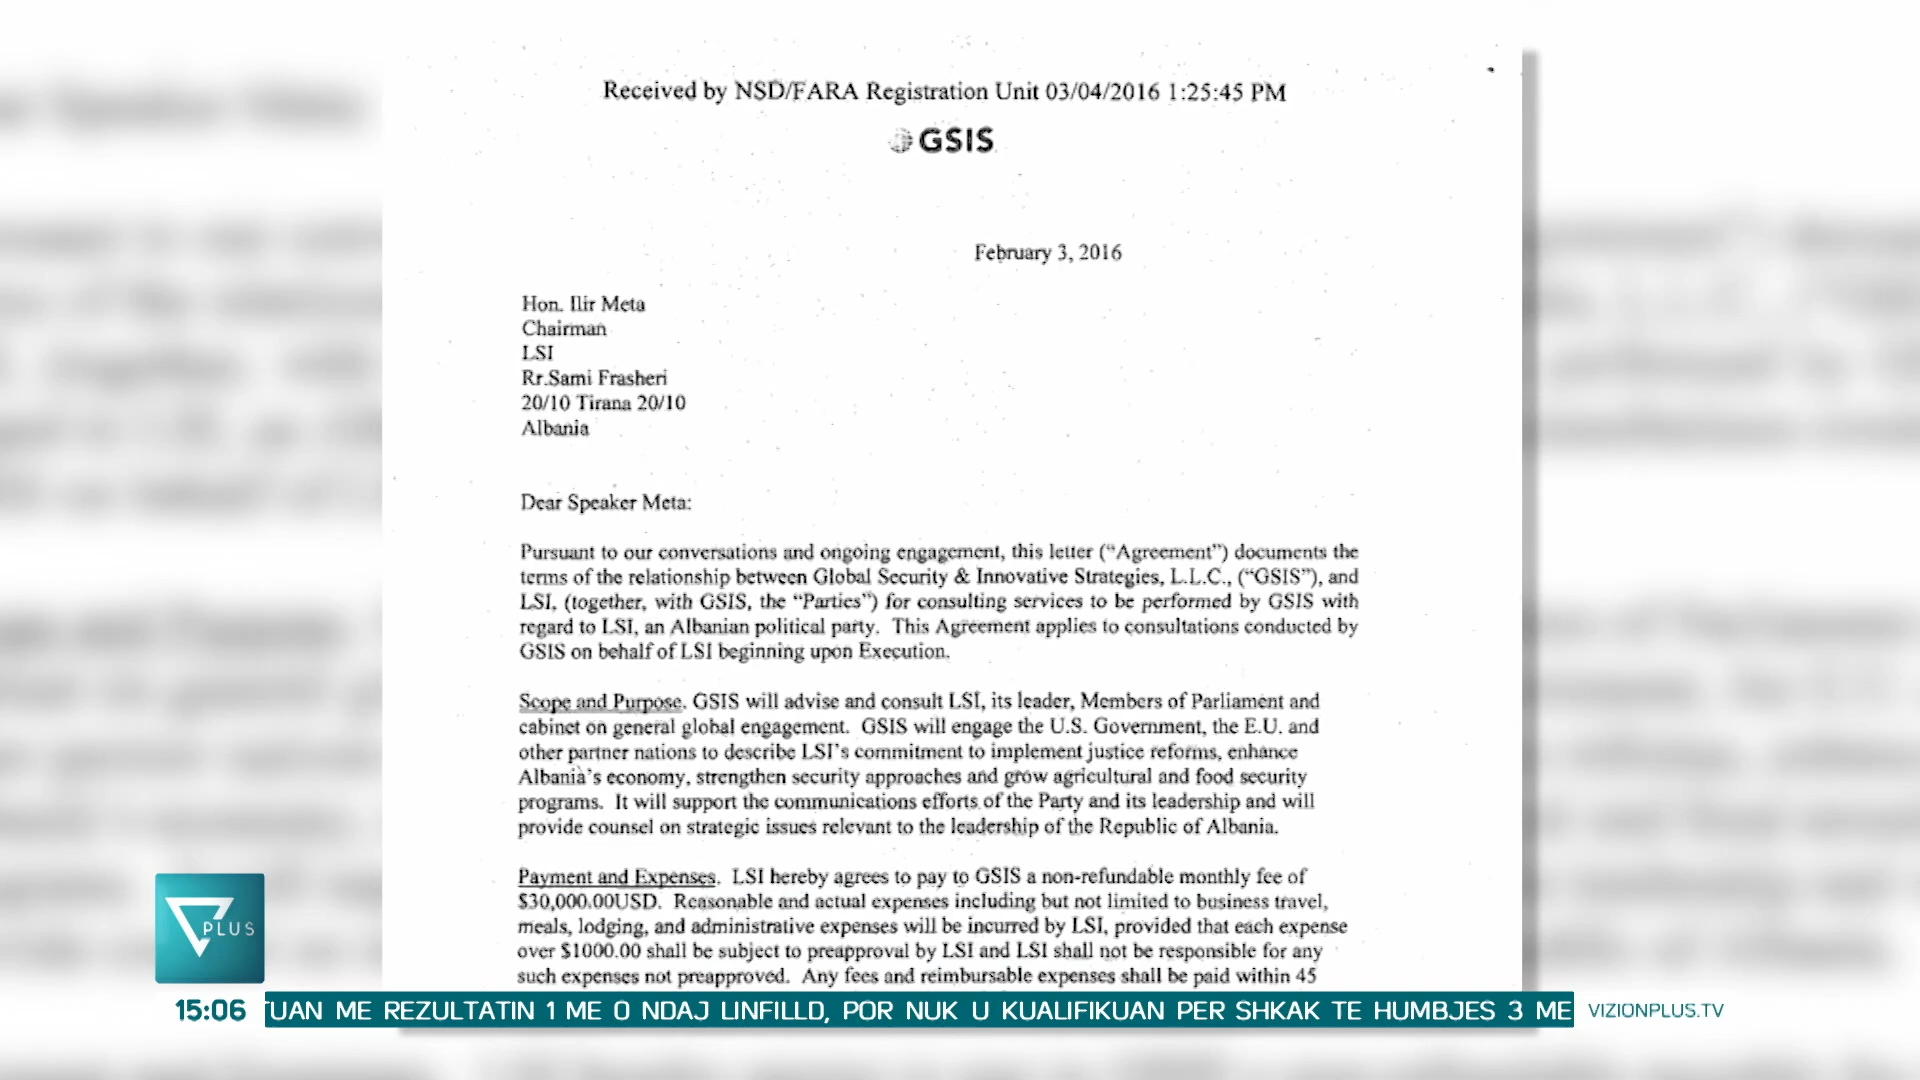 Received by NSD/FARA Registration Unit 03/04/2016 1:25:45 PM
GSIS
February 3, 2016
Hon. Ilir Meta
Chairman
LSI
Rr.Sami Frasheri
20/10 Tirana 20/10
Albania
Dear Speaker Meta:
Pursuant to our conversations and ongoing engagement, this letter (“Agreement”) documents the
terms of the relationship between Global Security & Innovative Strategies, L.L.C., (“GSIS”), and
LSI, (together, with GSIS, the “Parties”) for consulting services to be performed by GSIS with
regard to LSI, an Albanian political party. This Agreement applies to consultations conducted by
GSIS on behalf of LSI beginning upon Execution.
Scope and Purpose. GSIS will advise and consult LSI, its leader, Members of Parliament and
cabinet on general global engagement. GSIS will engage the U.S. Government, the E.U. and
other partner nations to describe LSI’s commitment to implement justice reforms, enhance
Albania’s economy, strengthen security approaches and grow agricultural and food security
programs. It will support the communications efforts of the Party and its leadership and will
provide counsel on strategic issues relevant to the leadership of the Republic of Albania.
Payment and Expenses. LSI hereby agrees to pay to GSIS a non-refundable monthly fee of
$30,000.00USD. Reasonable and actual expenses including but not limited to business travel,
meals, lodging, and administrative expenses will be incurred by LSI, provided that each expense
over $1000.00 shall be subject to preapproval by LSI and LSI shall not be responsible for any
such expenses not preapproved. Any fees and reimbursable expenses shall be paid within 45
PLUS
15:06 TUAN ME REZULTATIN 1 ME 0 NDAJ LINFILLD, POR NUK U KUALIFIKUAN PER SHKAK TE HUMBJES 3 ME VIZIONPLUS.TV